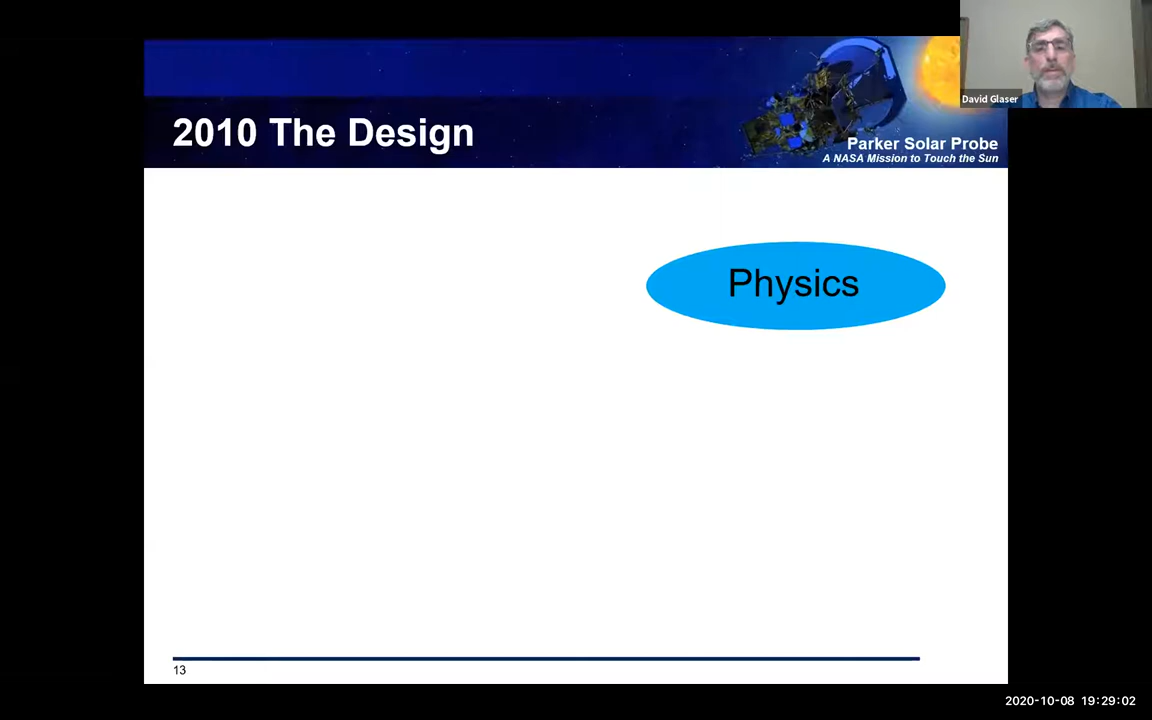 David Glaser
2010 The Design
Parker Solar Probe
A NASA Mission to Touch the Sun
Physics
13
2020-10-08 19:29:02